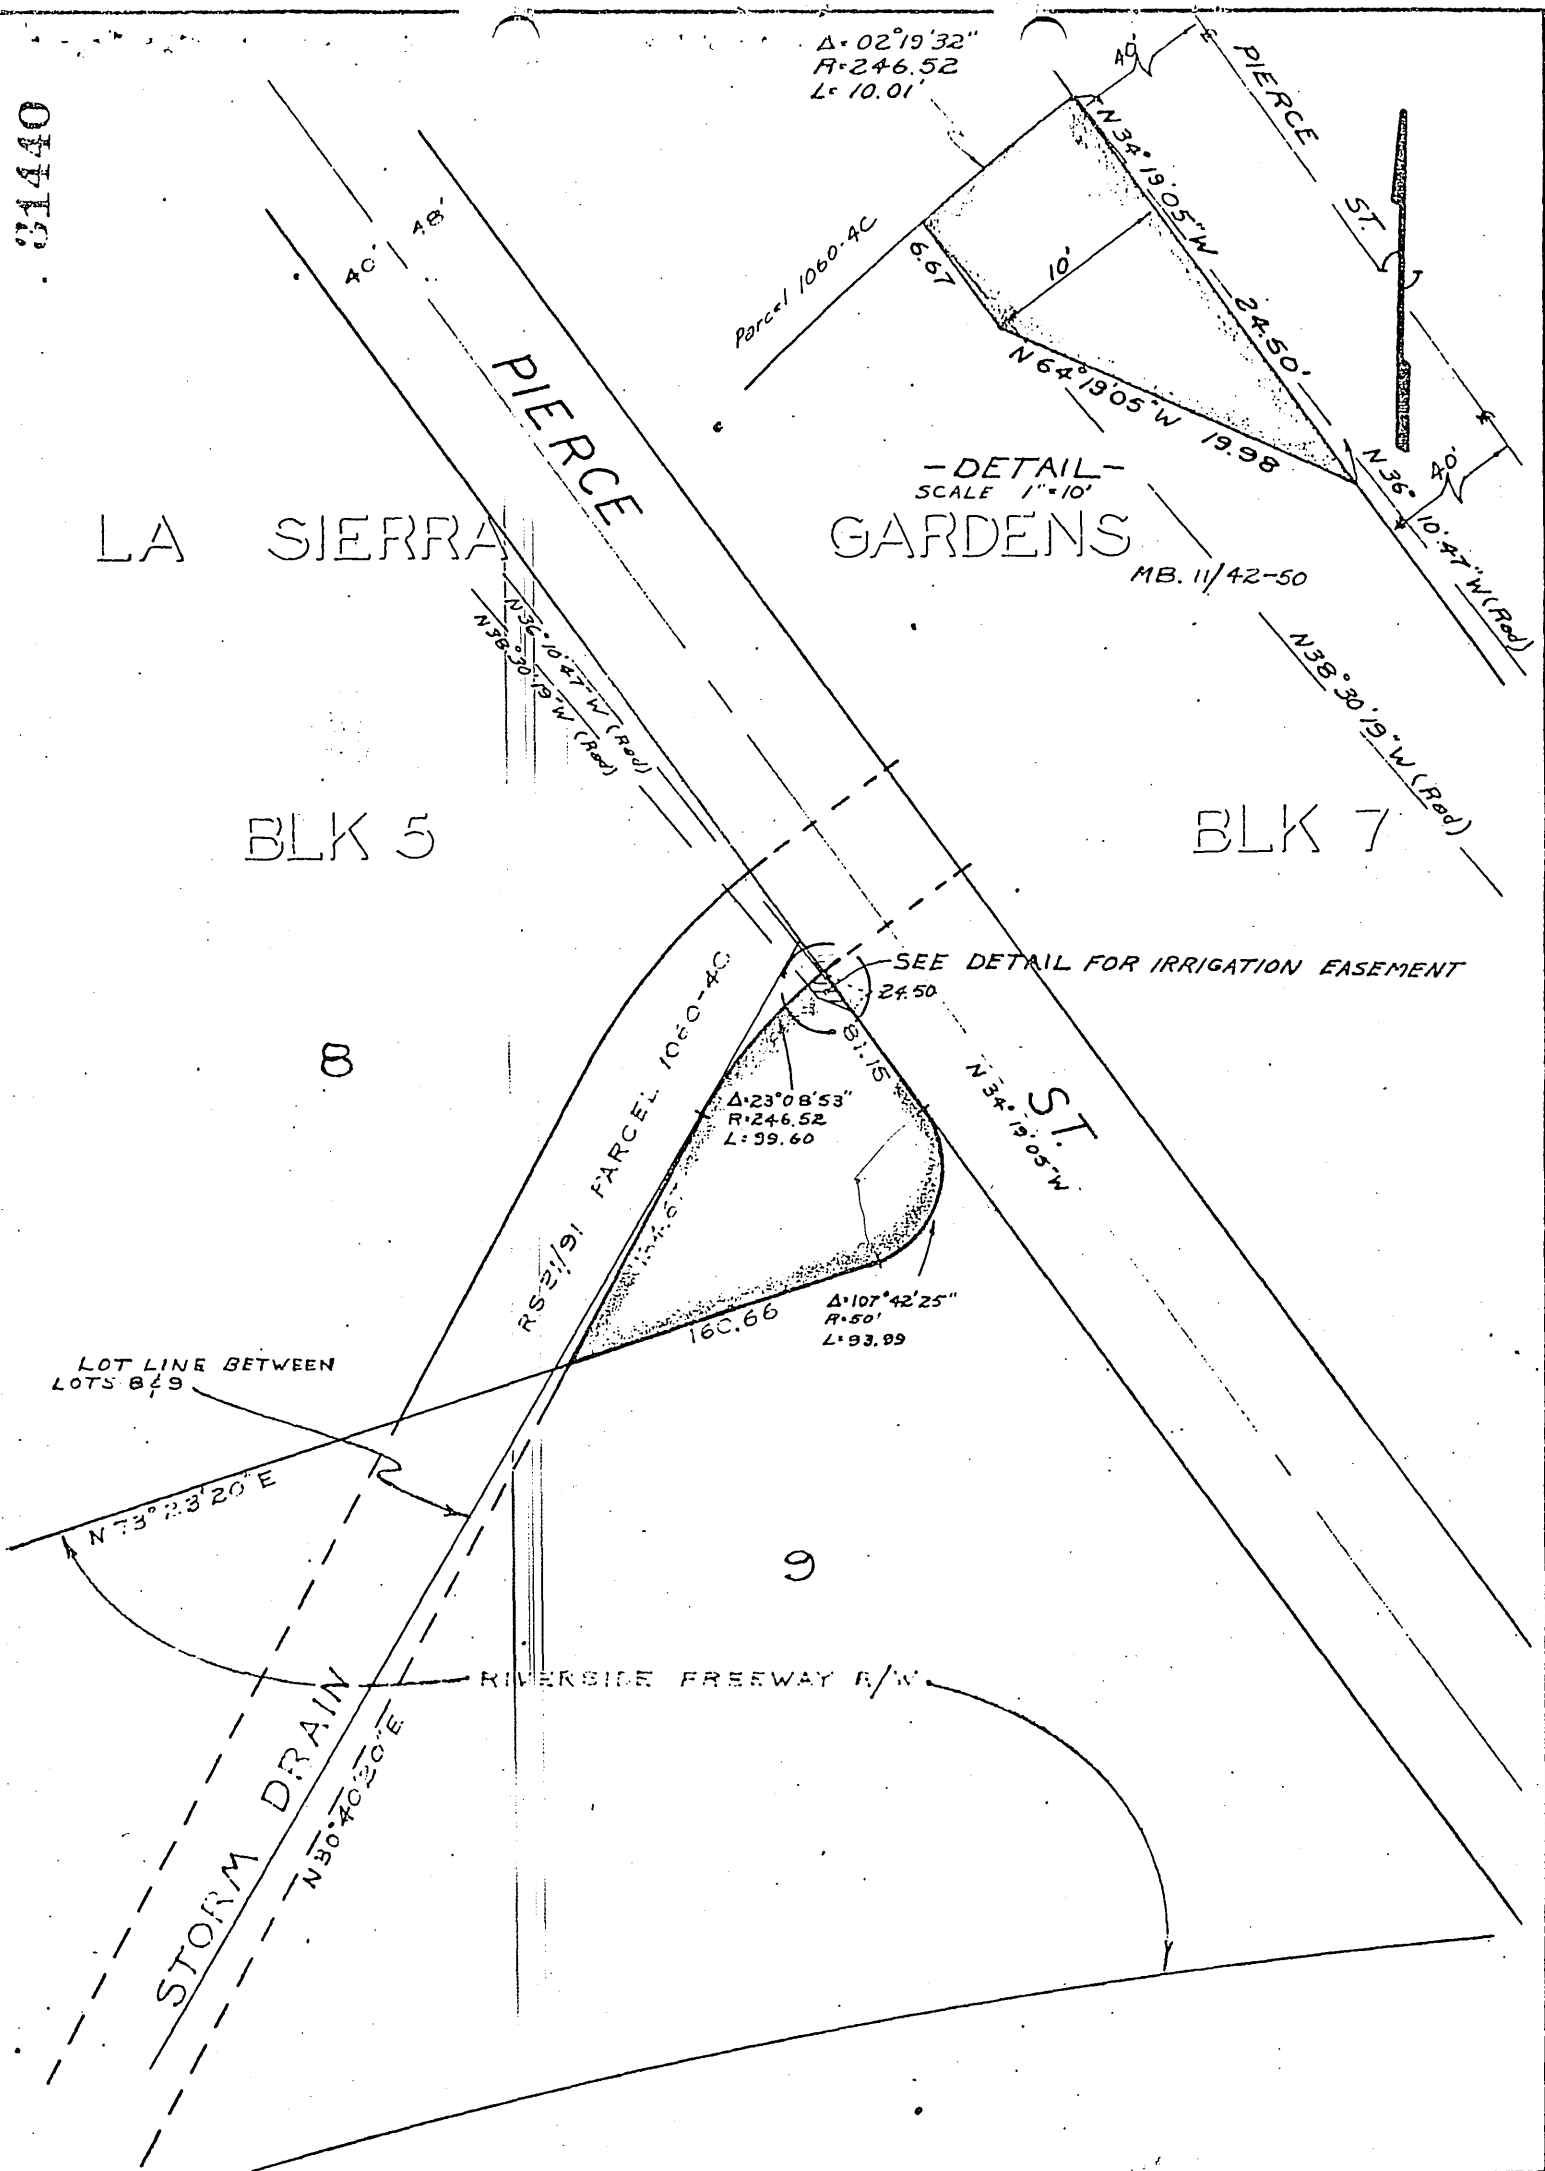 31440
Δ=02°19'32"
R=246.52
L=10.01'
40'
PIERCE
ST.
N34°19'05"W 24.50'
Parcel 1060-4C
6.67
10'
N64°19'05"W 19.98
-DETAIL-
SCALE 1"=10'
40'
N36°10'47"W (Rad)
N38°30'19"W (Rad)
40'
48'
PIERCE
LA SIERRA GARDENS
MB. 11/42-50
N36°10'47"W (Rad)
N38°30'19"W (Rad)
BLK 5
BLK 7
SEE DETAIL FOR IRRIGATION EASEMENT
24.50
81.15
8
ST.
N34°19'05"W
Δ=23°08'53"
R=246.52
L=99.60
RS 21/91 PARCEL 1060-4C
160.66
Δ=107°42'25"
R=50'
L=93.99
LOT LINE BETWEEN
LOTS 8 & 9
N73°23'20"E
9
RIVERSIDE FREEWAY R/W
STORM DRAIN
N30°40'20"E